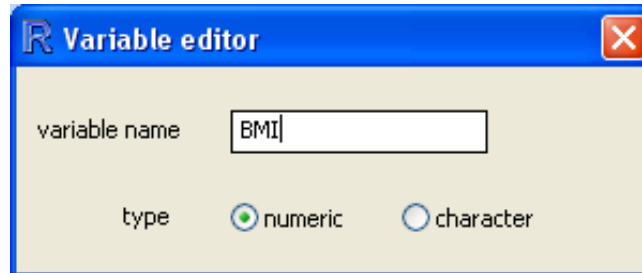 R Variable editor
variable name BMI
type numeric character